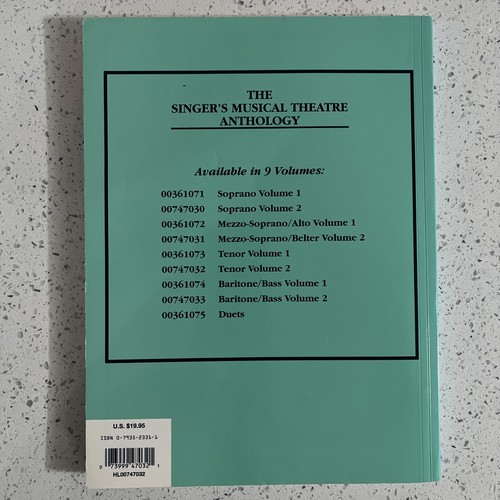 THE
SINGER'S MUSICAL THEATRE
ANTHOLOGY
Available in 9 Volumes:
00361071 Soprano Volume 1
00747030 Soprano Volume 2
00361072 Mezzo-Soprano/Alto Volume 1
00747031 Mezzo-Soprano/Belter Volume 2
00361073 Tenor Volume 1
00747032 Tenor Volume 2
00361074 Baritone/Bass Volume 1
00747033 Baritone/Bass Volume 2
00361075 Duets
U.S. $19.95
ISBN 0-7935-2331-1
0 73999 47032 1
HL00747032